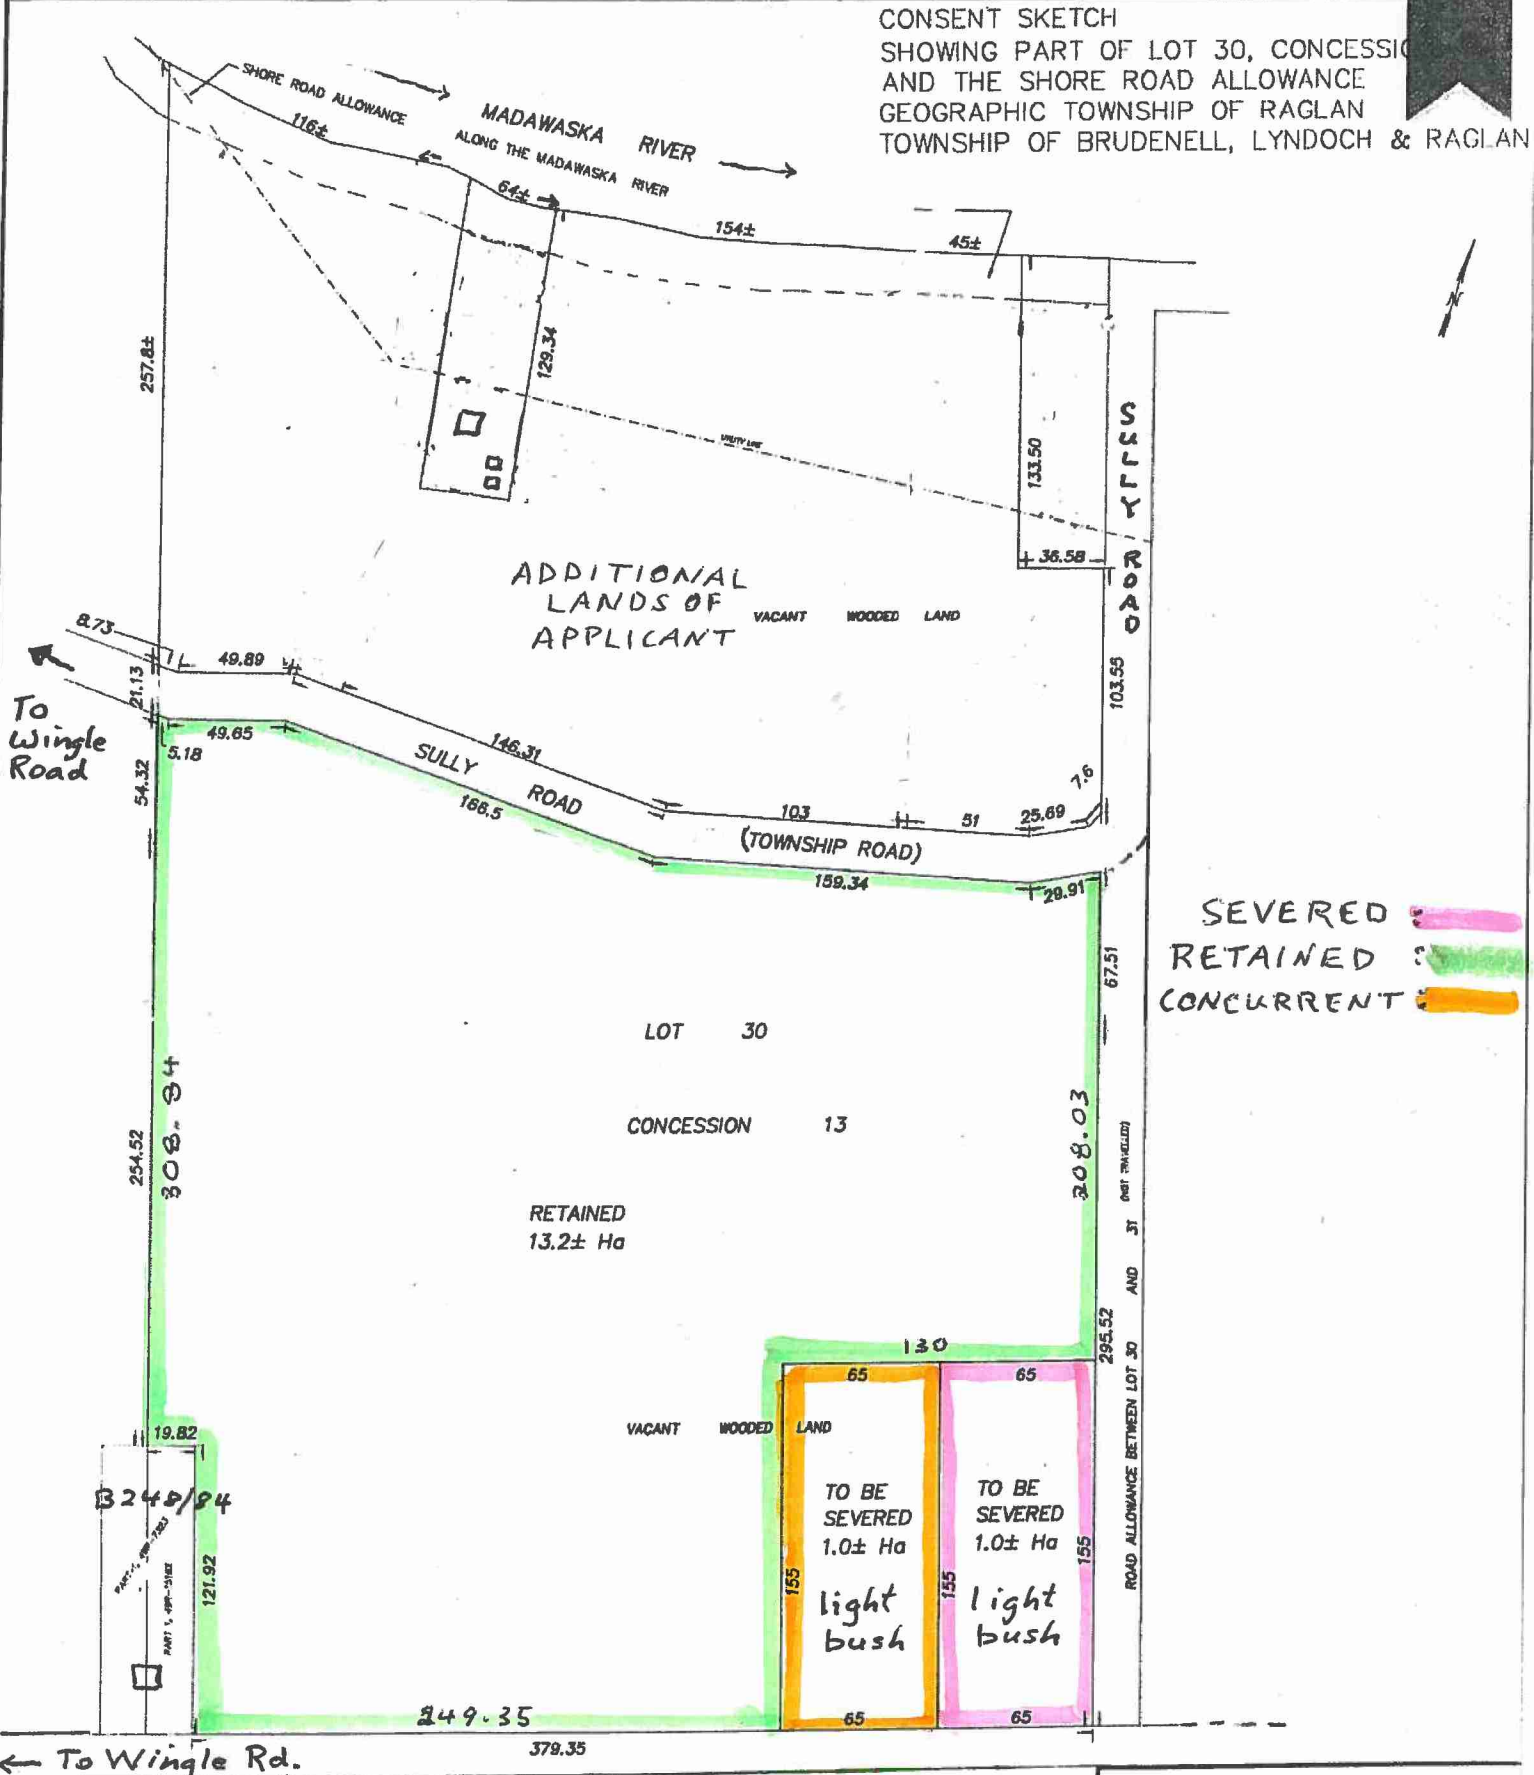 CONSENT SKETCH
SHOWING PART OF LOT 30, CONCESSI
AND THE SHORE ROAD ALLOWANCE
GEOGRAPHIC TOWNSHIP OF RAGLAN
TOWNSHIP OF BRUDENELL, LYNDOCH & RAGLAN
SHORE ROAD ALLOWANCE
ALONG THE MADAWASKA RIVER
MADAWASKA RIVER
116±
64±
154±
45±
N
257.8±
129.34
UTILITY LINE
133.50
36.58
SULLY ROAD
ADDITIONAL
LANDS OF
APPLICANT
VACANT WOODED LAND
8.73
49.89
21.13
103.55
To
Wingle
Road
49.65
5.18
54.32
146.31
SULLY ROAD
166.5
7.6
103
51
25.69
(TOWNSHIP ROAD)
159.34
29.91
SEVERED
RETAINED :
CONCURRENT
67.51
LOT 30
CONCESSION 13
308.84
254.52
208.03
RETAINED
13.2± Ha
295.52
ROAD ALLOWANCE BETWEEN LOT 30 AND 31 (NOT TRAVELLED)
130
65
65
VACANT WOODED LAND
19.82
B248/84
121.92
TO BE
SEVERED
1.0± Ha
light
bush
TO BE
SEVERED
1.0± Ha
light
bush
155
155
155
249.35
65
65
379.35
← To Wingle Rd.